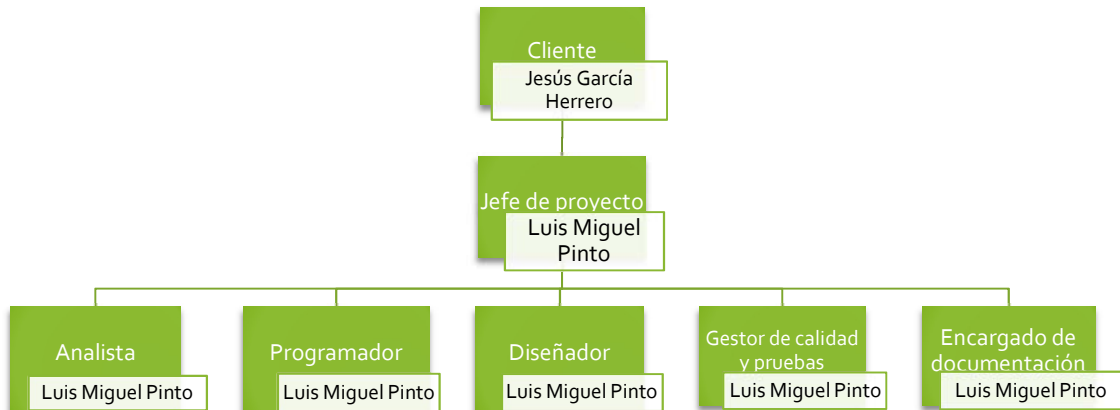 Cliente
Jesús García
Herrero
Jefe de proyecto
Luis Miguel
Pinto
Analista
Luis Miguel Pinto
Programador
Luis Miguel Pinto
Diseñador
Luis Miguel Pinto
Gestor de calidad
y pruebas
Luis Miguel Pinto
Encargado de
documentación
Luis Miguel Pinto